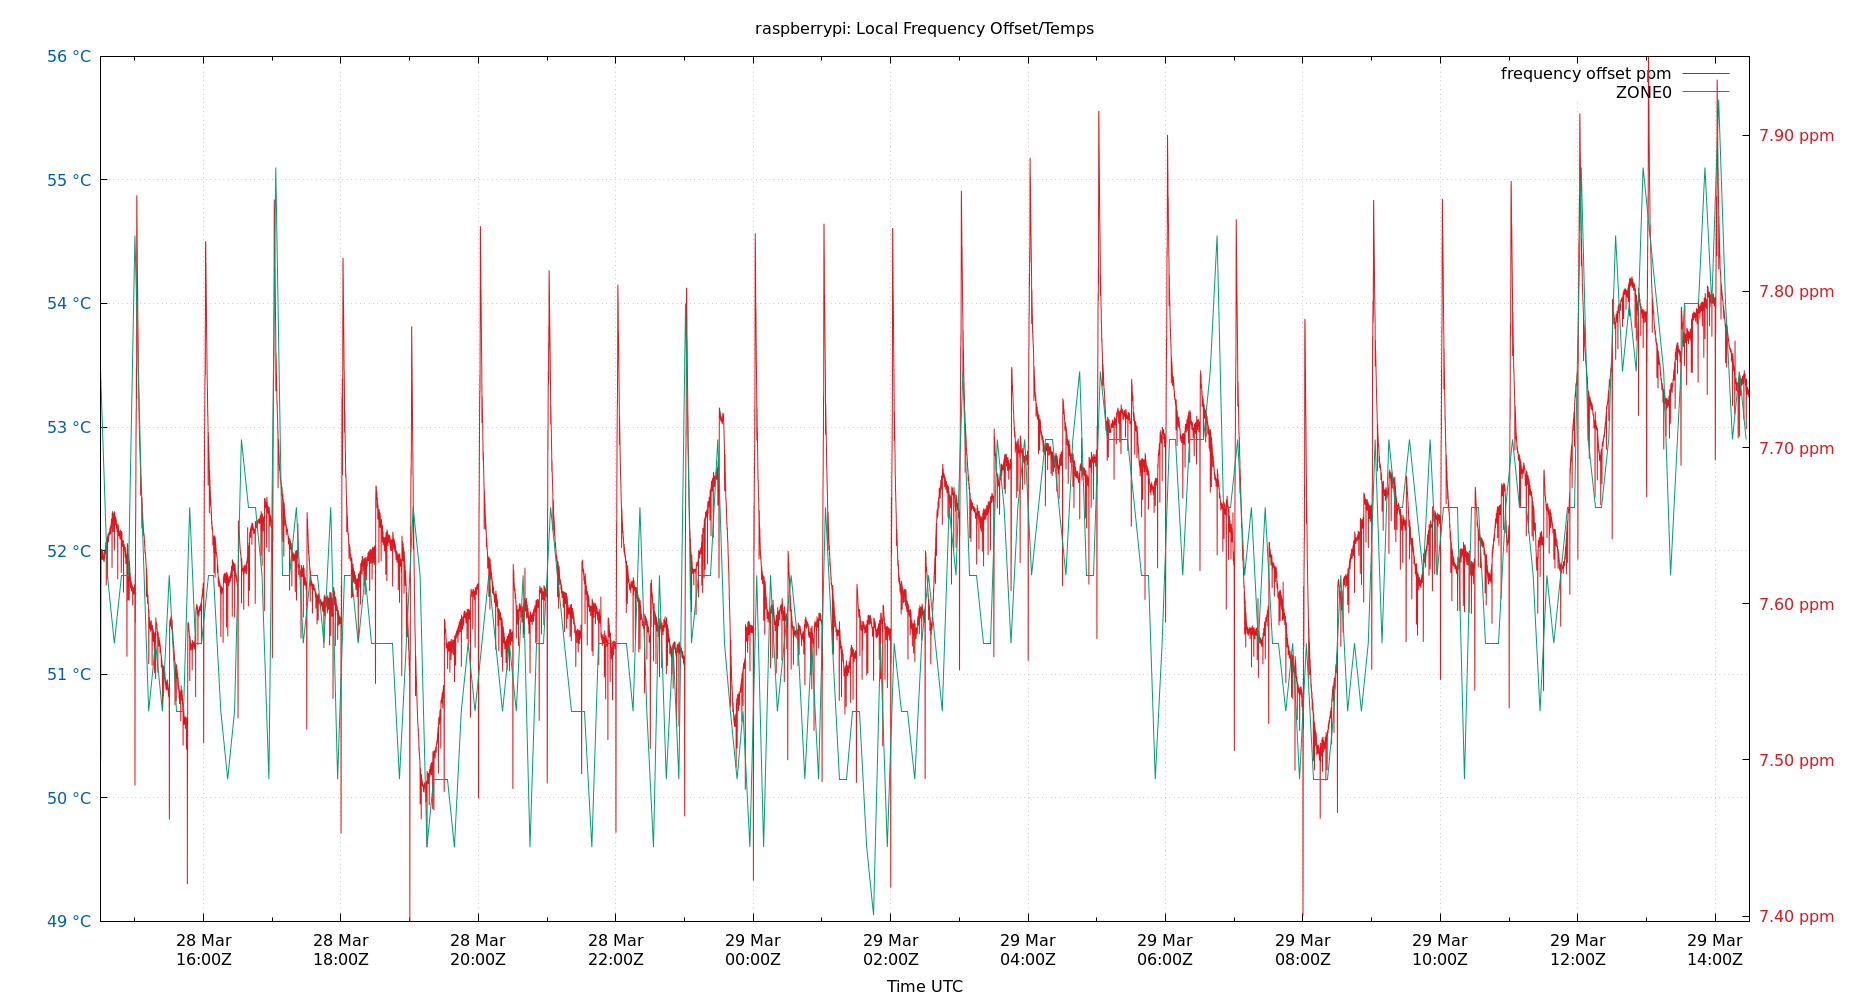 raspberrypi: Local Frequency Offset/Temps
56 °C
55 °C
54 °C
53 °C
52 °C
51 °C
50 °C
49 °C
frequency offset ppm
ZONE0
7.90 ppm
7.80 ppm
7.70 ppm
7.60 ppm
7.50 ppm
7.40 ppm
28 Mar
16:00Z
28 Mar
18:00Z
28 Mar
20:00Z
28 Mar
22:00Z
29 Mar
00:00Z
29 Mar
02:00Z
29 Mar
04:00Z
29 Mar
06:00Z
29 Mar
08:00Z
29 Mar
10:00Z
29 Mar
12:00Z
29 Mar
14:00Z
Time UTC